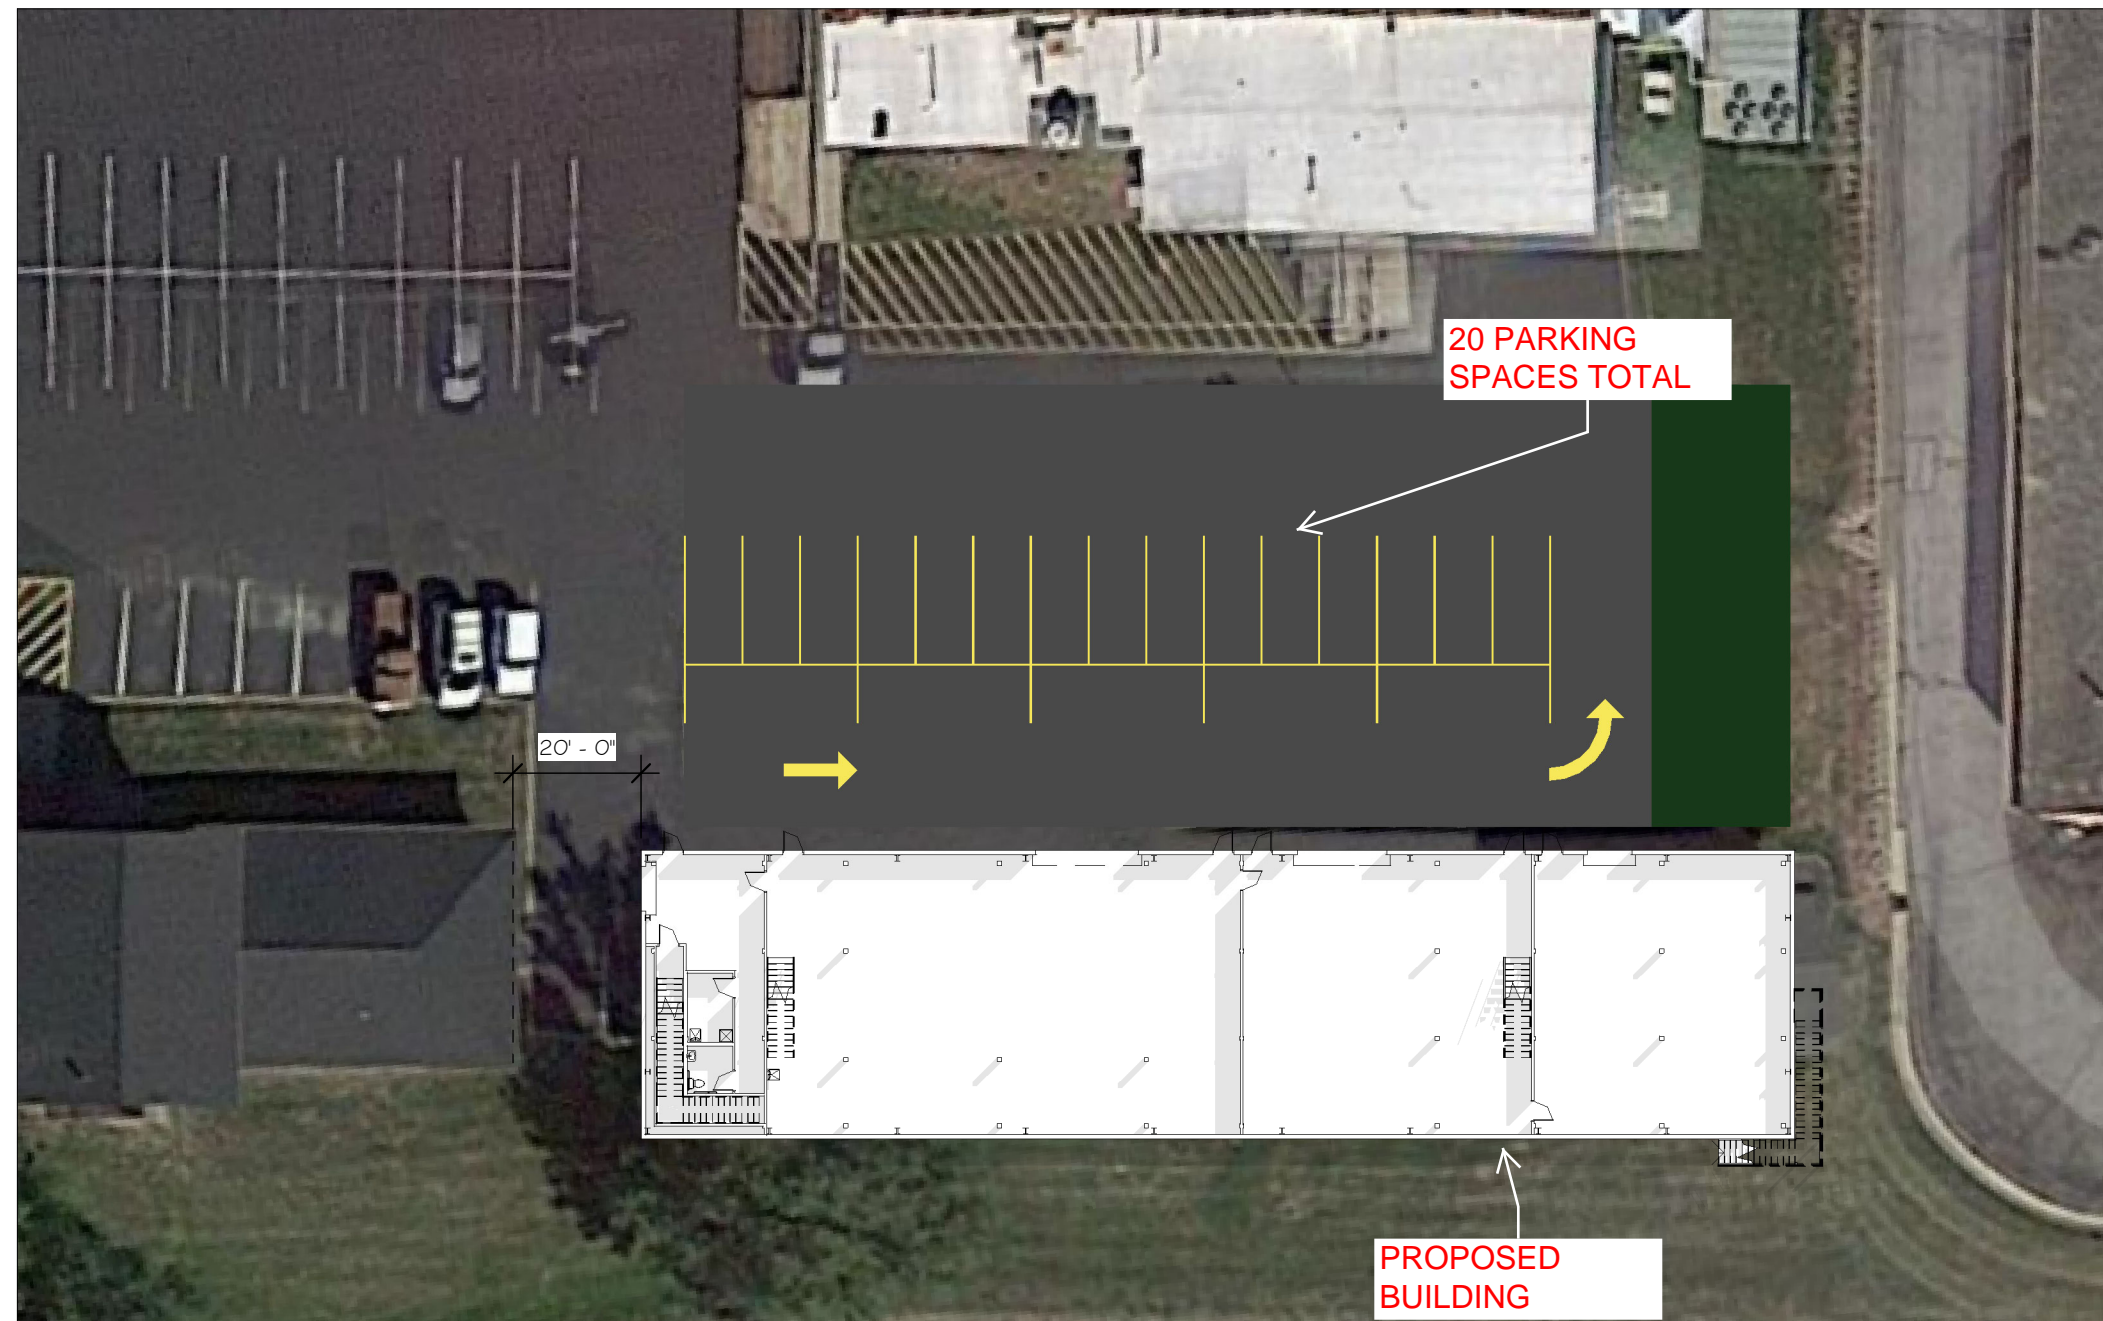 20 PARKING
SPACES TOTAL
20' - 0"
PROPOSED
BUILDING